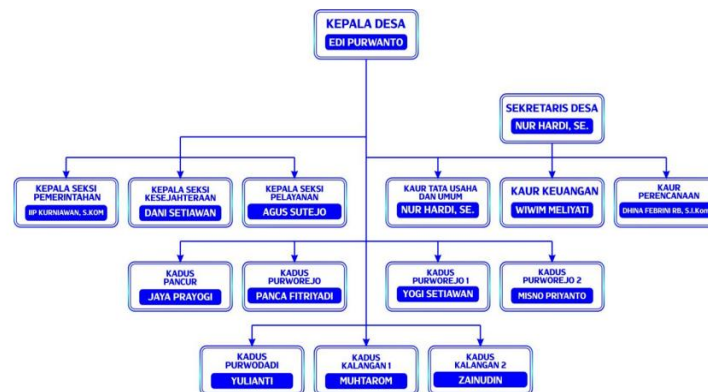 KEPALA DESA
EDI PURWANTO
SEKRETARIS DESA
NUR HARDI, SE.
KEPALA SEKSI
PEMERINTAHAN
IIP KURNIAWAN, S.KOM
KEPALA SEKSI
KESEJAHTERAAN
DANI SETIAWAN
KEPALA SEKSI
PELAYANAN
AGUS SUTEJO
KAUR TATA USAHA
DAN UMUM
NUR HARDI, SE.
KAUR KEUANGAN
WIWIM MELIYATI
KAUR
PERENCANAAN
DHINA FEBRINI RB, S.I.Kom
KADUS
PANCUR
JAYA PRAYOGI
KADUS
PURWOREJO
PANCA FITRIYADI
KADUS
PURWOREJO 1
YOGI SETIAWAN
KADUS
PURWOREJO 2
MISNO PRIYANTO
KADUS
PURWODADI
YULIANTI
KADUS
KALANGAN 1
MUHTAROM
KADUS
KALANGAN 2
ZAINUDIN